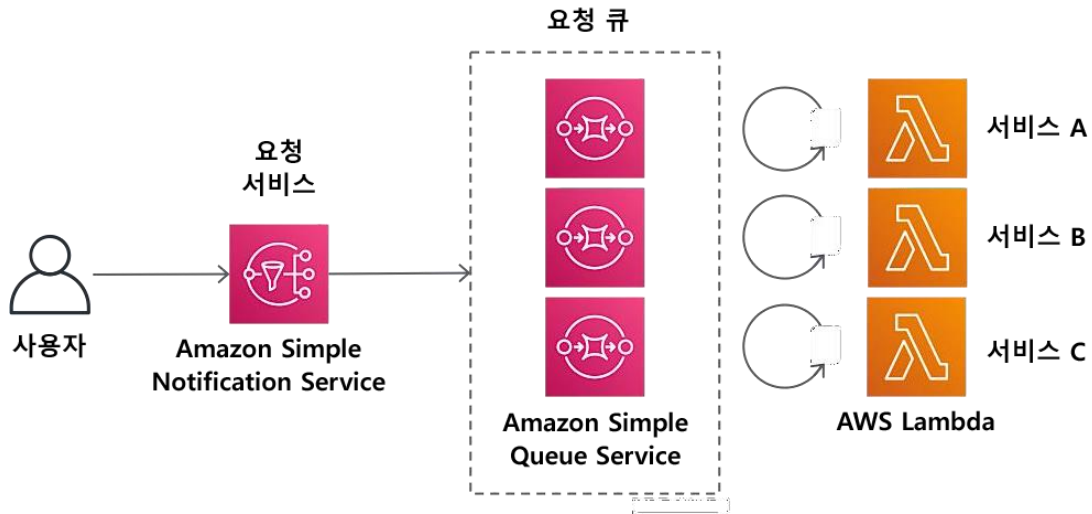 요청 큐
요청
서비스
사용자
Amazon Simple
Notification Service
Amazon Simple
Queue Service
서비스 A
서비스 B
서비스 C
AWS Lambda